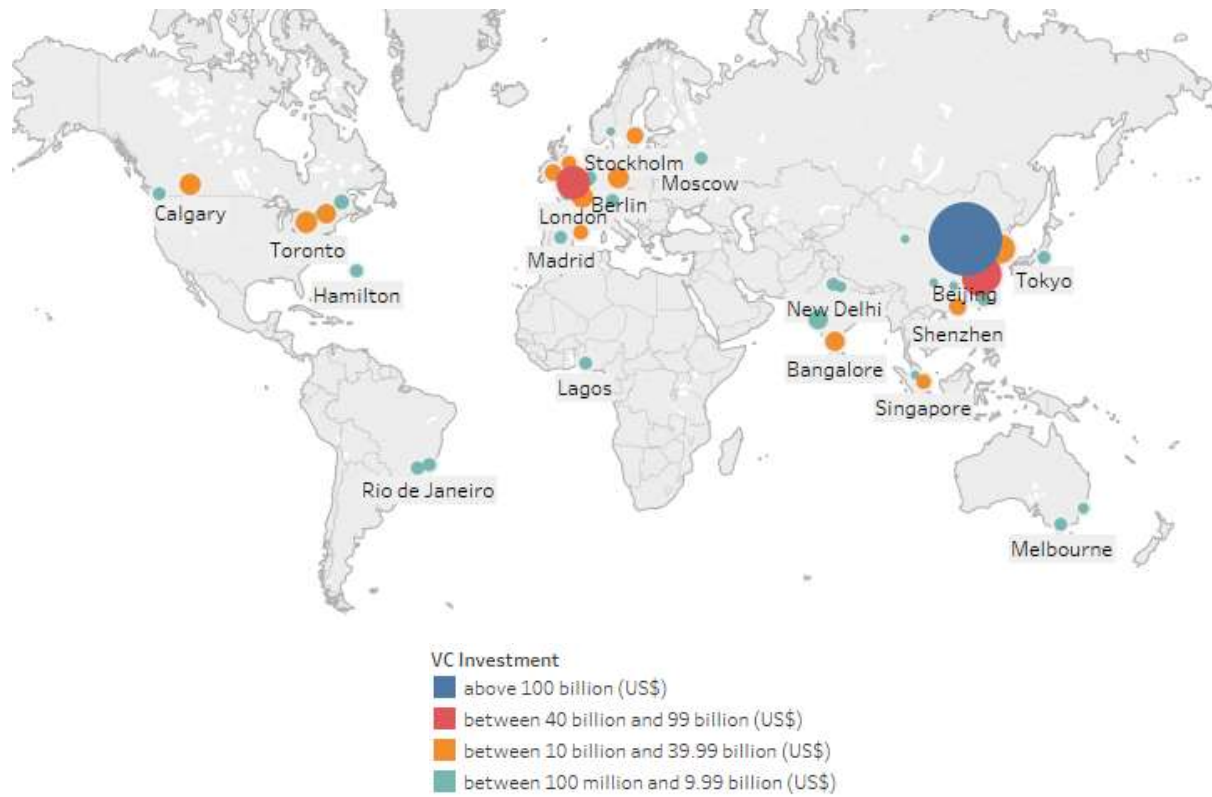 Stockholm
Moscow
Calgary
Berlin
London
Toronto
Madrid
Tokyo
Hamilton
Beijing
New Delhi
Shenzhen
Bangalore
Lagos
Singapore
Rio de Janeiro
Melbourne
VC Investment
above 100 billion (US$)
between 40 billion and 99 billion (US$)
between 10 billion and 39.99 billion (US$)
between 100 million and 9.99 billion (US$)